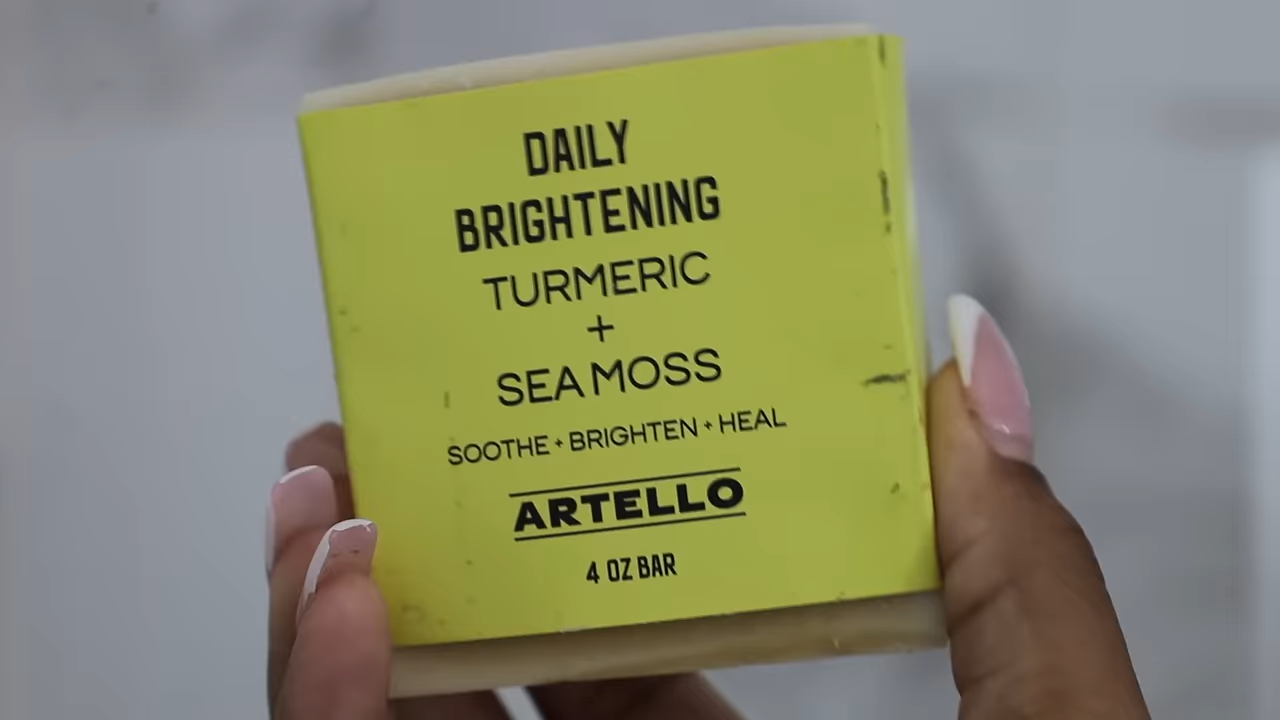 DAILY
BRIGHTENING
TURMERIC
+
SEA MOSS
SOOTHE + BRIGHTEN + HEAL
ARTELLO
4 OZ BAR